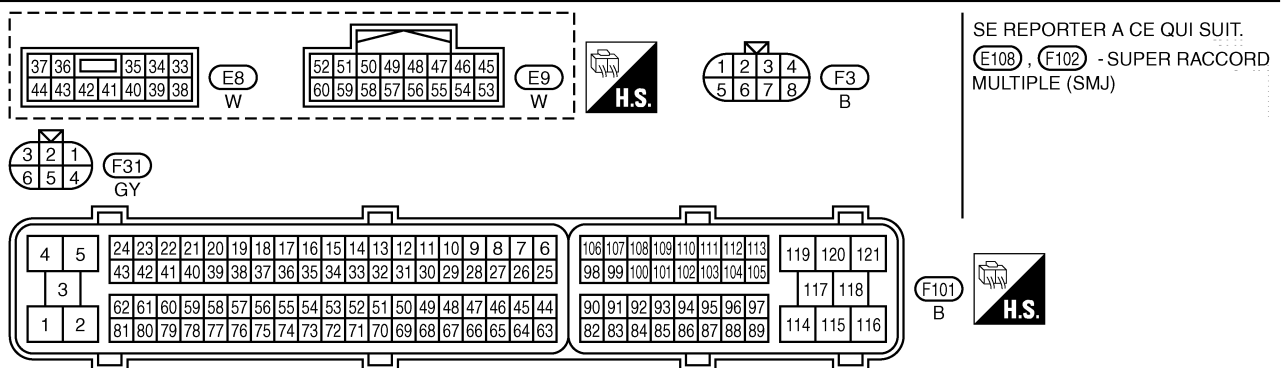 37 36 35 34 33
44 43 42 41 40 39 38
E8
W
52 51 50 49 48 47 46 45
60 59 58 57 56 55 54 53
E9
W
H.S.
1 2 3 4
5 6 7 8
F3
B
SE REPORTER A CE QUI SUIT.
E108 , F102 - SUPER RACCORD
MULTIPLE (SMJ)
3 2 1
6 5 4
F31
GY
4 5
3
1 2
24 23 22 21 20 19 18 17 16 15 14 13 12 11 10 9 8 7 6
43 42 41 40 39 38 37 36 35 34 33 32 31 30 29 28 27 26 25
62 61 60 59 58 57 56 55 54 53 52 51 50 49 48 47 46 45 44
81 80 79 78 77 76 75 74 73 72 71 70 69 68 67 66 65 64 63
106 107 108 109 110 111 112 113
98 99 100 101 102 103 104 105
90 91 92 93 94 95 96 97
82 83 84 85 86 87 88 89
119 120 121
117 118
114 115 116
F101
B
H.S.